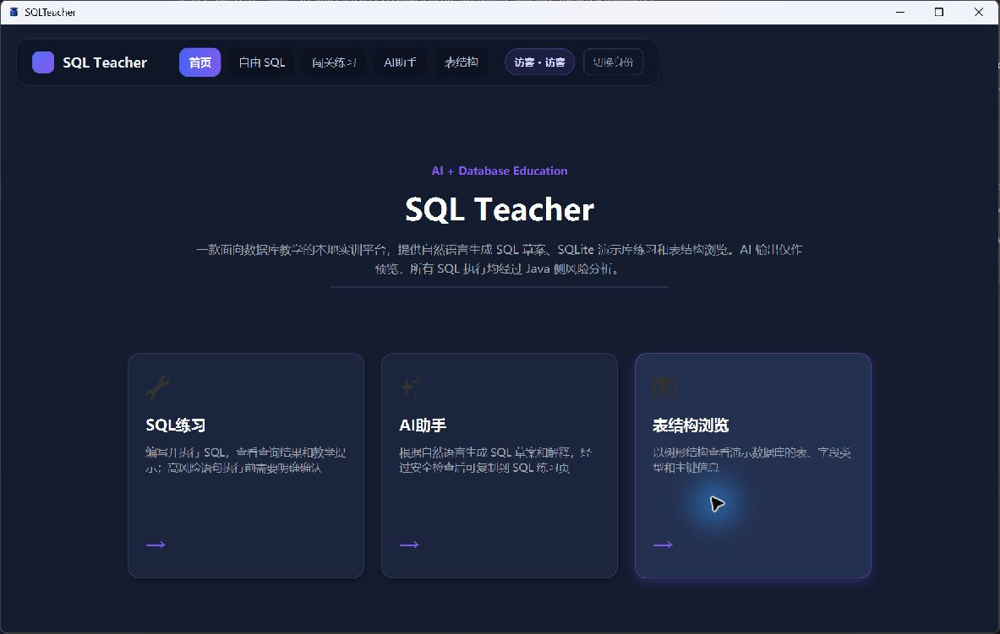 SQLTeacher
SQL Teacher 首页 自由 SQL 闯关练习 AI助手 表结构 访客 · 访客 切换身份
AI + Database Education
SQL Teacher
一款面向数据库教学的本地实训平台，提供自然语言生成 SQL 草案、SQLite 演示库练习和表结构浏览。AI 输出仅作
预览，所有 SQL 执行均经过 Java 侧风险分析。
SQL练习
编写并执行 SQL，查看查询结果和教学提
示；高风险语句执行前需要明确确认
→
AI助手
根据自然语言生成 SQL 草案和解释，经
过安全检查后可复制到 SQL 练习页
→
表结构浏览
以树形结构查看演示数据库的表、字段类
型和主键信息
→